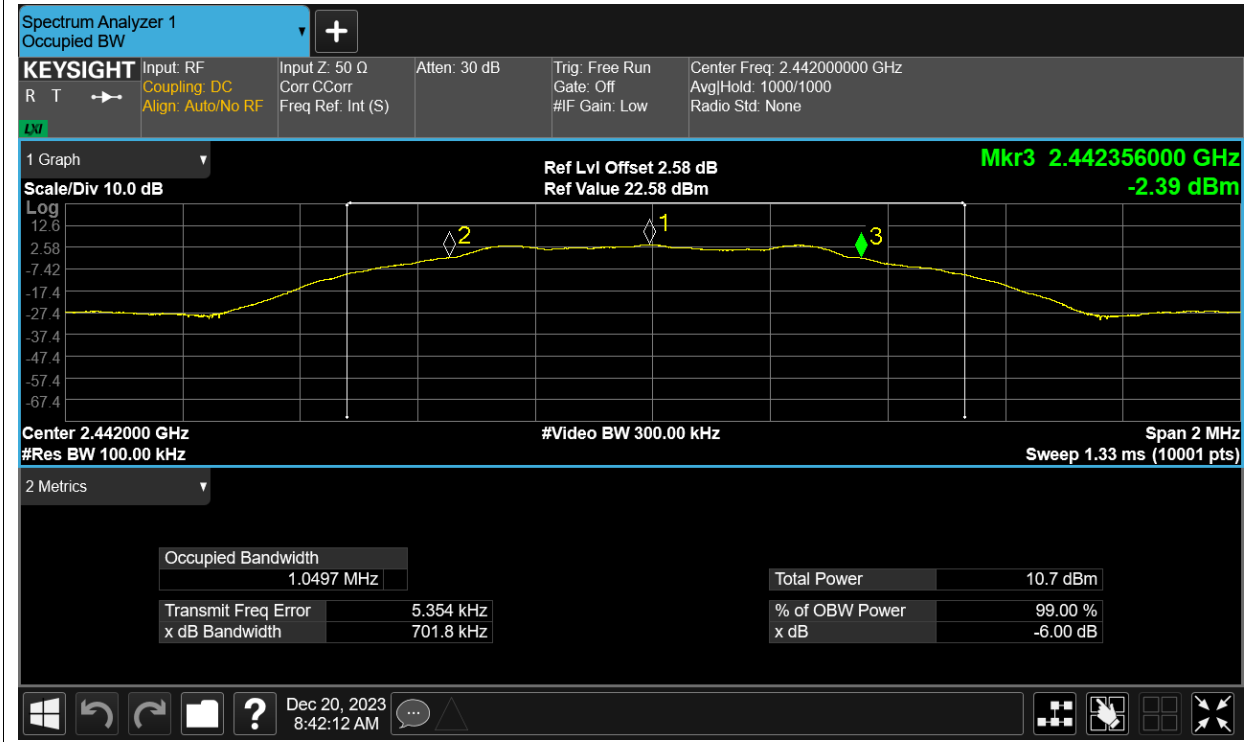 Spectrum Analyzer 1
Occupied BW
KEYSIGHT
R T
LXI
Input: RF
Coupling: DC
Align: Auto/No RF
Input Z: 50 Ω
Corr CCorr
Freq Ref: Int (S)
Atten: 30 dB
Trig: Free Run
Gate: Off
#IF Gain: Low
Center Freq: 2.442000000 GHz
Avg|Hold: 1000/1000
Radio Std: None
1 Graph
Scale/Div 10.0 dB
Ref Lvl Offset 2.58 dB
Ref Value 22.58 dBm
Mkr3 2.442356000 GHz
-2.39 dBm
Log
12.6
2.58
-7.42
-17.4
-27.4
-37.4
-47.4
-57.4
-67.4
2
1
3
Center 2.442000 GHz
#Video BW 300.00 kHz
Span 2 MHz
#Res BW 100.00 kHz
Sweep 1.33 ms (10001 pts)
2 Metrics
Occupied Bandwidth
1.0497 MHz
Total Power 10.7 dBm
Transmit Freq Error 5.354 kHz
% of OBW Power 99.00 %
x dB Bandwidth 701.8 kHz
x dB -6.00 dB
?
Dec 20, 2023
8:42:12 AM